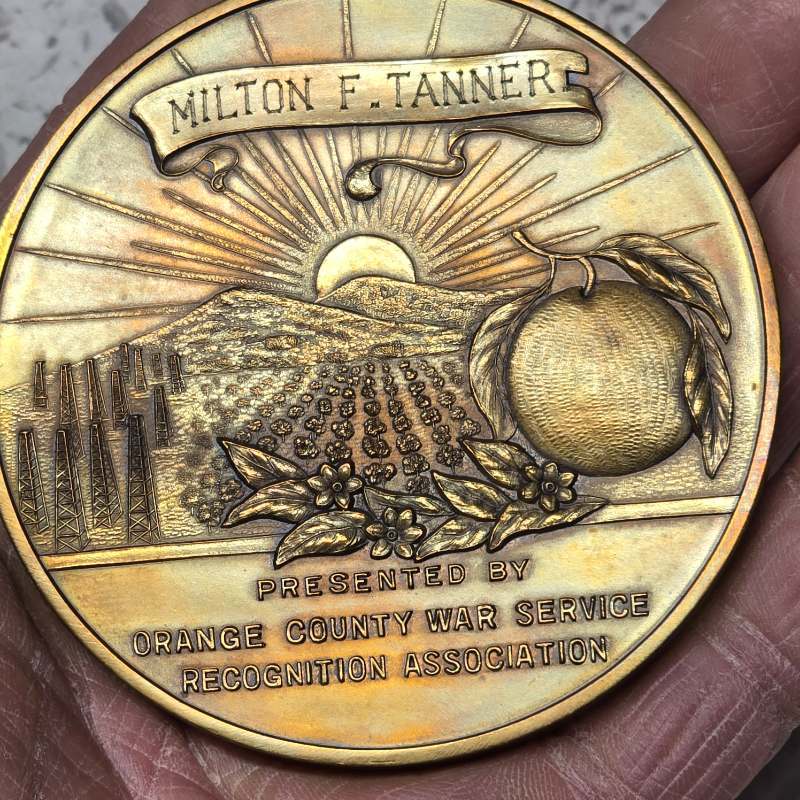 MILTON F. TANNER
PRESENTED BY
ORANGE COUNTY WAR SERVICE
RECOGNITION ASSOCIATION